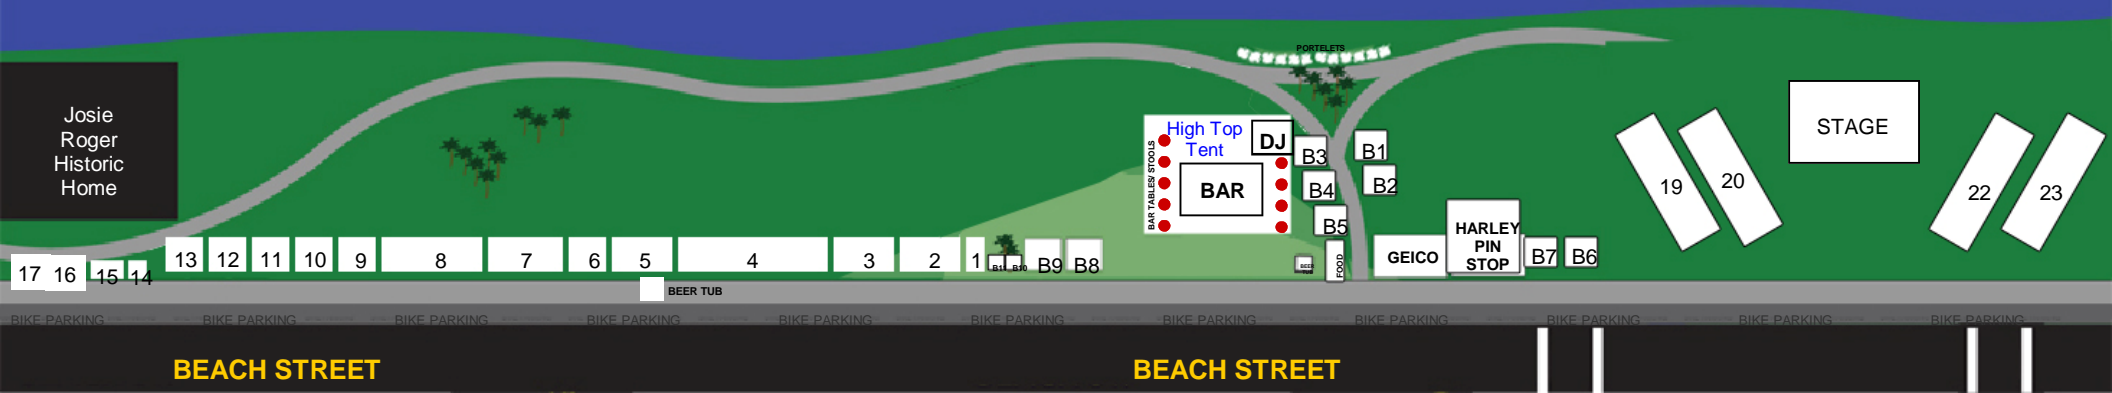 PORTELETS
Josie
Roger
Historic
Home
High Top
Tent
DJ
BAR TABLES/ STOOLS
BAR
B3
B1
B4
B2
B5
STAGE
19
20
22
23
HARLEY
PIN
STOP
GEICO
B7
B6
FOOD
BEER
TUB
17
16
15
14
13
12
11
10
9
8
7
6
5
4
3
2
1
B11
B10
B9
B8
BEER TUB
BIKE PARKING
BIKE PARKING
BIKE PARKING
BIKE PARKING
BIKE PARKING
BIKE PARKING
BIKE PARKING
BIKE PARKING
BIKE PARKING
BIKE PARKING
BIKE PARKING
BEACH STREET
BEACH STREET